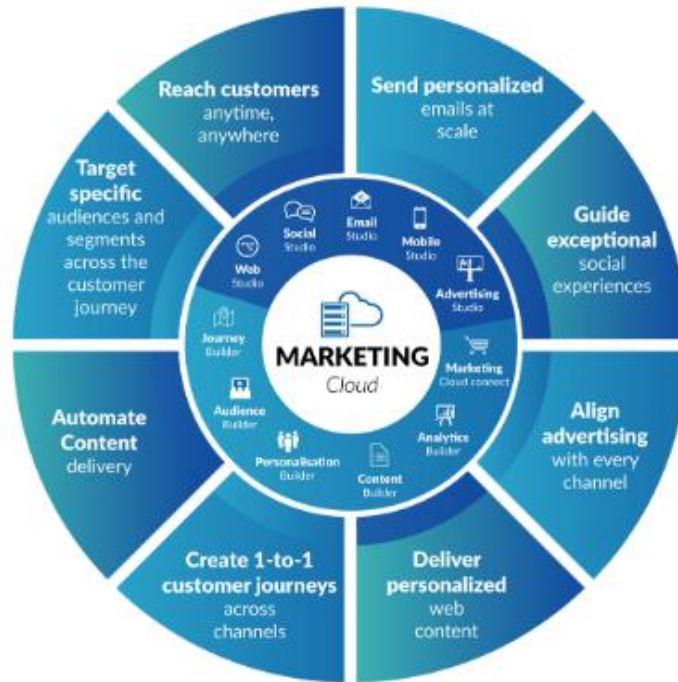 Reach customers
anytime,
anywhere
Send personalized
emails at
scale
Guide
exceptional
social
experiences
Align
advertising
with every
channel
Deliver
personalized
web
content
Create 1-to-1
customer journeys
across
channels
Automate
Content
delivery
Target
specific
audiences and
segments
across the
customer
journey
Web
Studio
Social
Studio
Email
Studio
Mobile
Studio
Advertising
Studio
Marketing
Cloud connect
Analytics
Builder
Content
Builder
Personalisation
Builder
Audience
Builder
Journey
Builder
MARKETING
Cloud